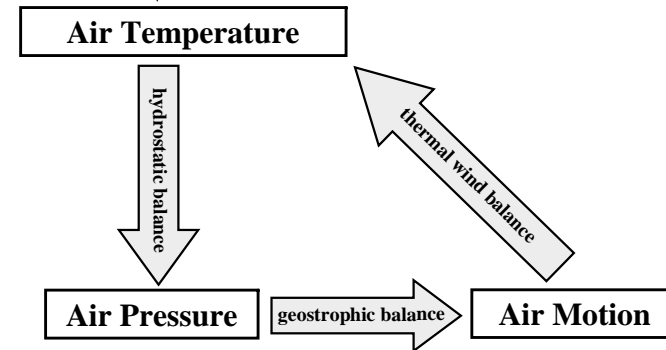 Air Temperature
hydrostatic balance
thermal wind balance
Air Pressure
geostrophic balance
Air Motion